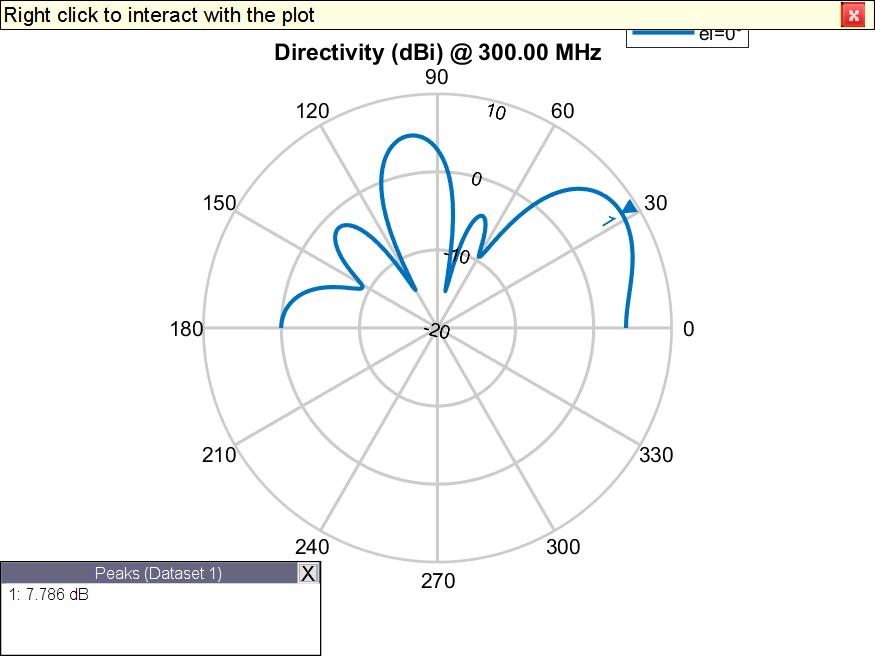 Right click to interact with the plot
el=0°
Directivity (dBi) @ 300.00 MHz
90
120
10
60
150
0
30
1
-10
180
-20
0
210
330
240
300
270
Peaks (Dataset 1)
X
1: 7.786 dB